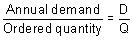 Annual demand
Ordered quantity = D
Q